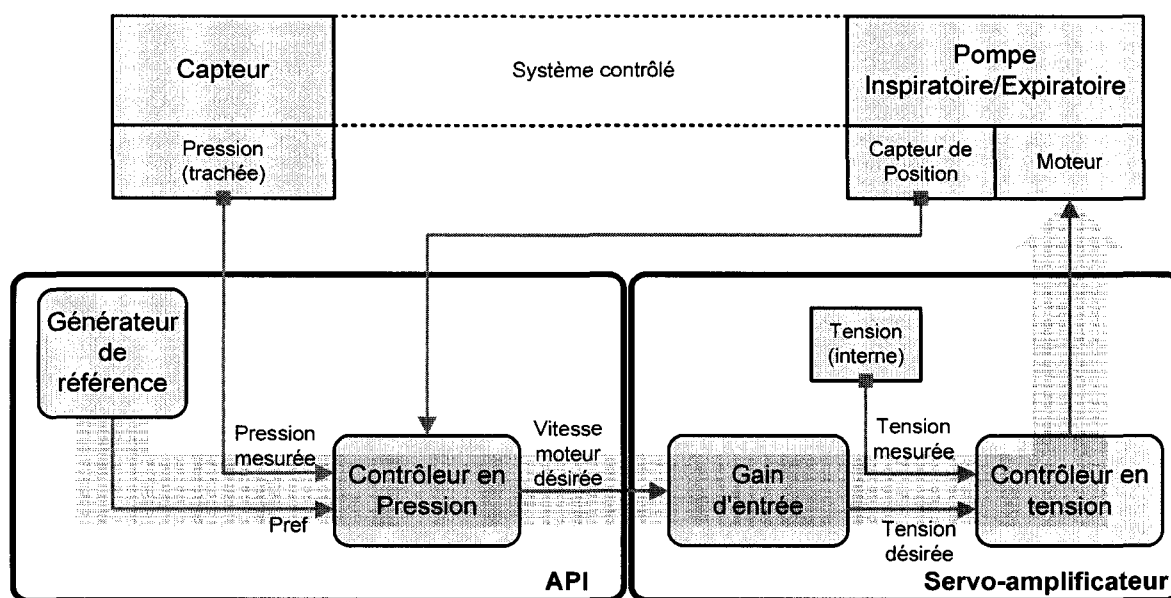 Capteur
Système contrôlé
Pompe
Inspiratoire/Expiratoire
Pression
(trachée)
Capteur de
Position
Moteur
Générateur
de
référence
Tension
(interne)
Pression
mesurée
Vitesse
moteur
désirée
Tension
mesurée
Contrôleur en
Pression
Gain
d'entrée
Contrôleur en
tension
Pref
Tension
désirée
API
Servo-amplificateur